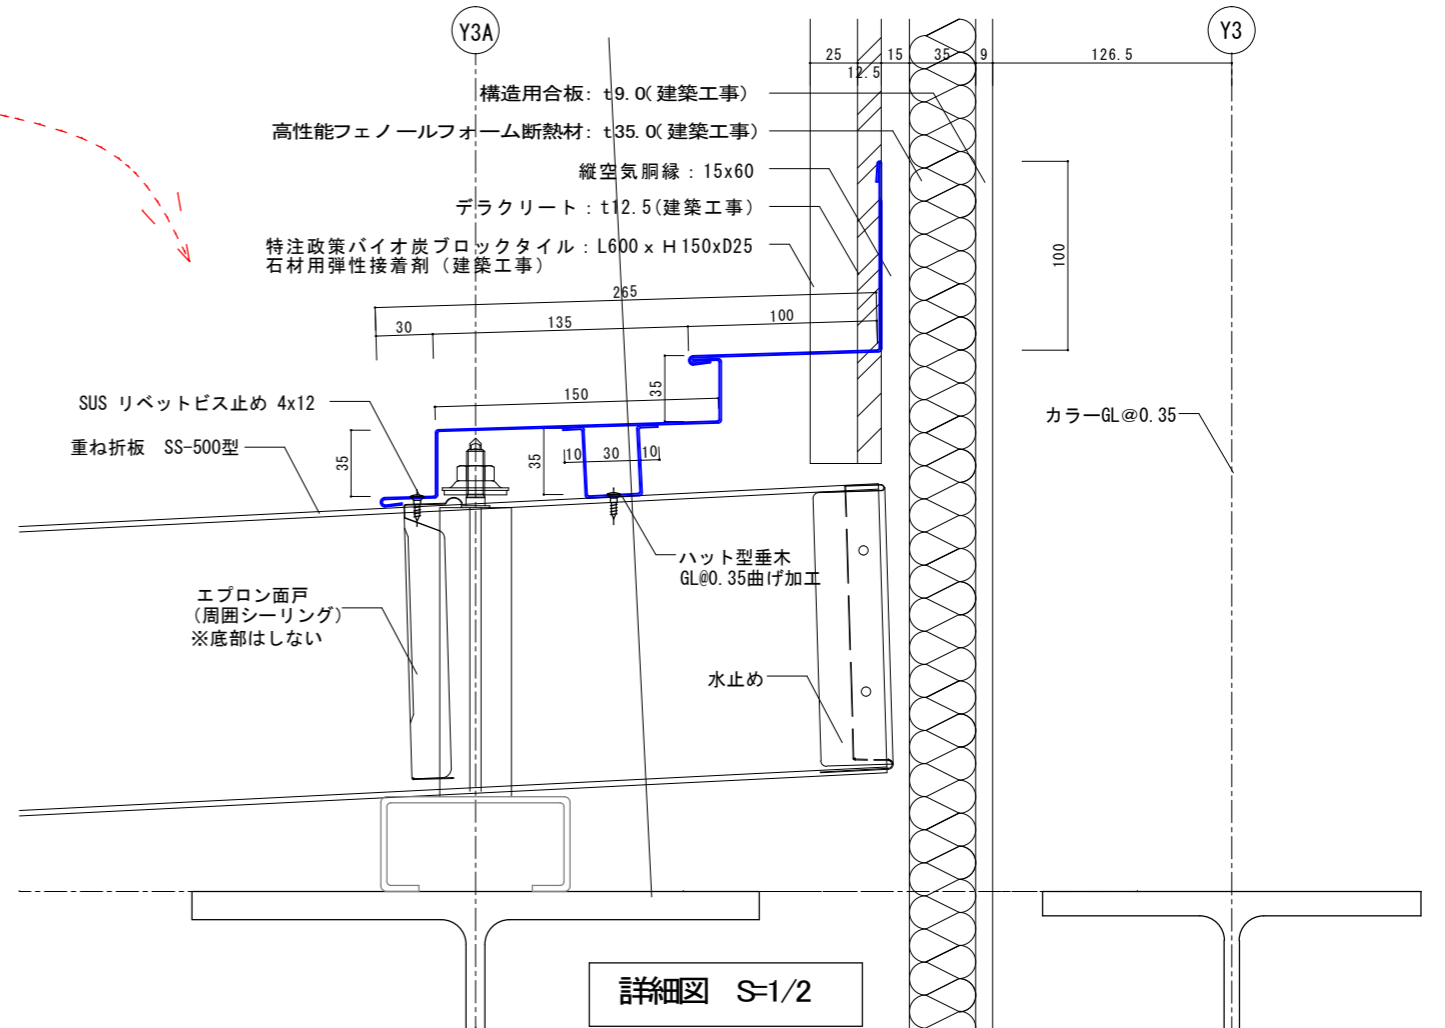 Y3A
Y3
25
12.5
15
35
9
126.5
構造用合板: t9.0(建築工事)
高性能フェノールフォーム断熱材: t35.0(建築工事)
縦空気胴縁 : 15x60
デラクリート : t12.5(建築工事)
特注政策バイオ炭ブロックタイル : L600 x H150xD25
石材用弾性接着剤 (建築工事)
265
30
135
100
100
150
35
SUS リベットビス止め 4x12
重ね折板 SS-500型
カラーGL@0.35
35
35
10
30
10
ハット型垂木
GL@0.35曲げ加工
エプロン面戸
(周囲シーリング)
※底部はしない
水止め
詳細図 S=1/2